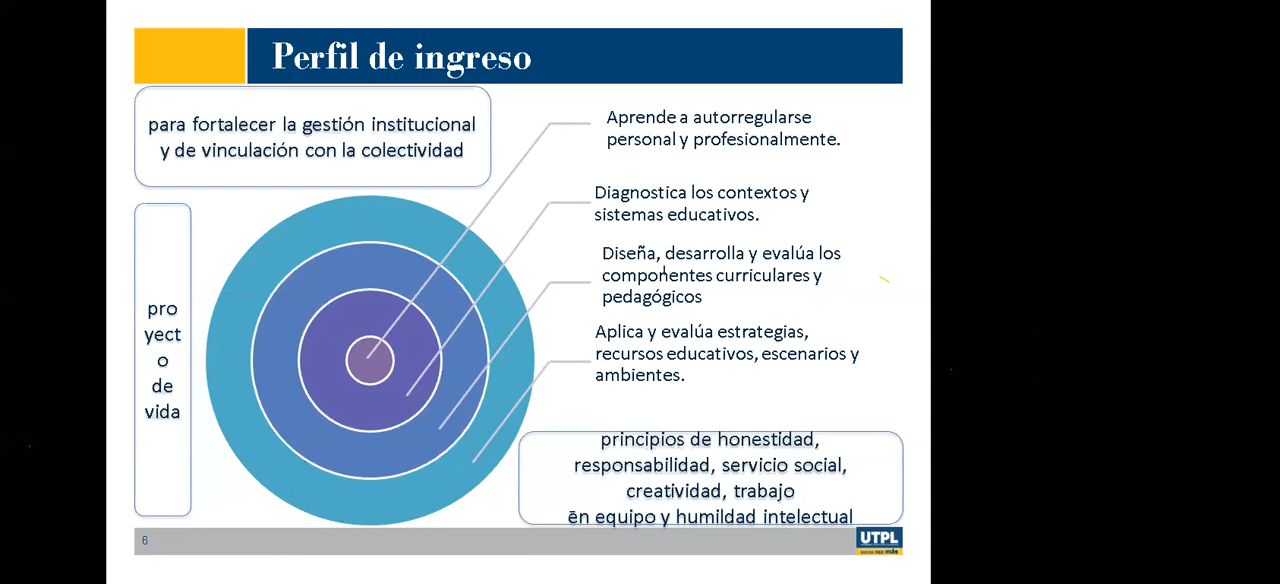 Perfil de ingreso
para fortalecer la gestión institucional
y de vinculación con la colectividad
Aprende a autorregularse
personal y profesionalmente.
Diagnostica los contextos y
sistemas educativos.
Diseña, desarrolla y evalúa los
componentes curriculares y
pedagógicos
Aplica y evalúa estrategias,
recursos educativos, escenarios y
ambientes.
pro
yect
o
de
vida
principios de honestidad,
responsabilidad, servicio social,
creatividad, trabajo
en equipo y humildad intelectual
6
UTPL